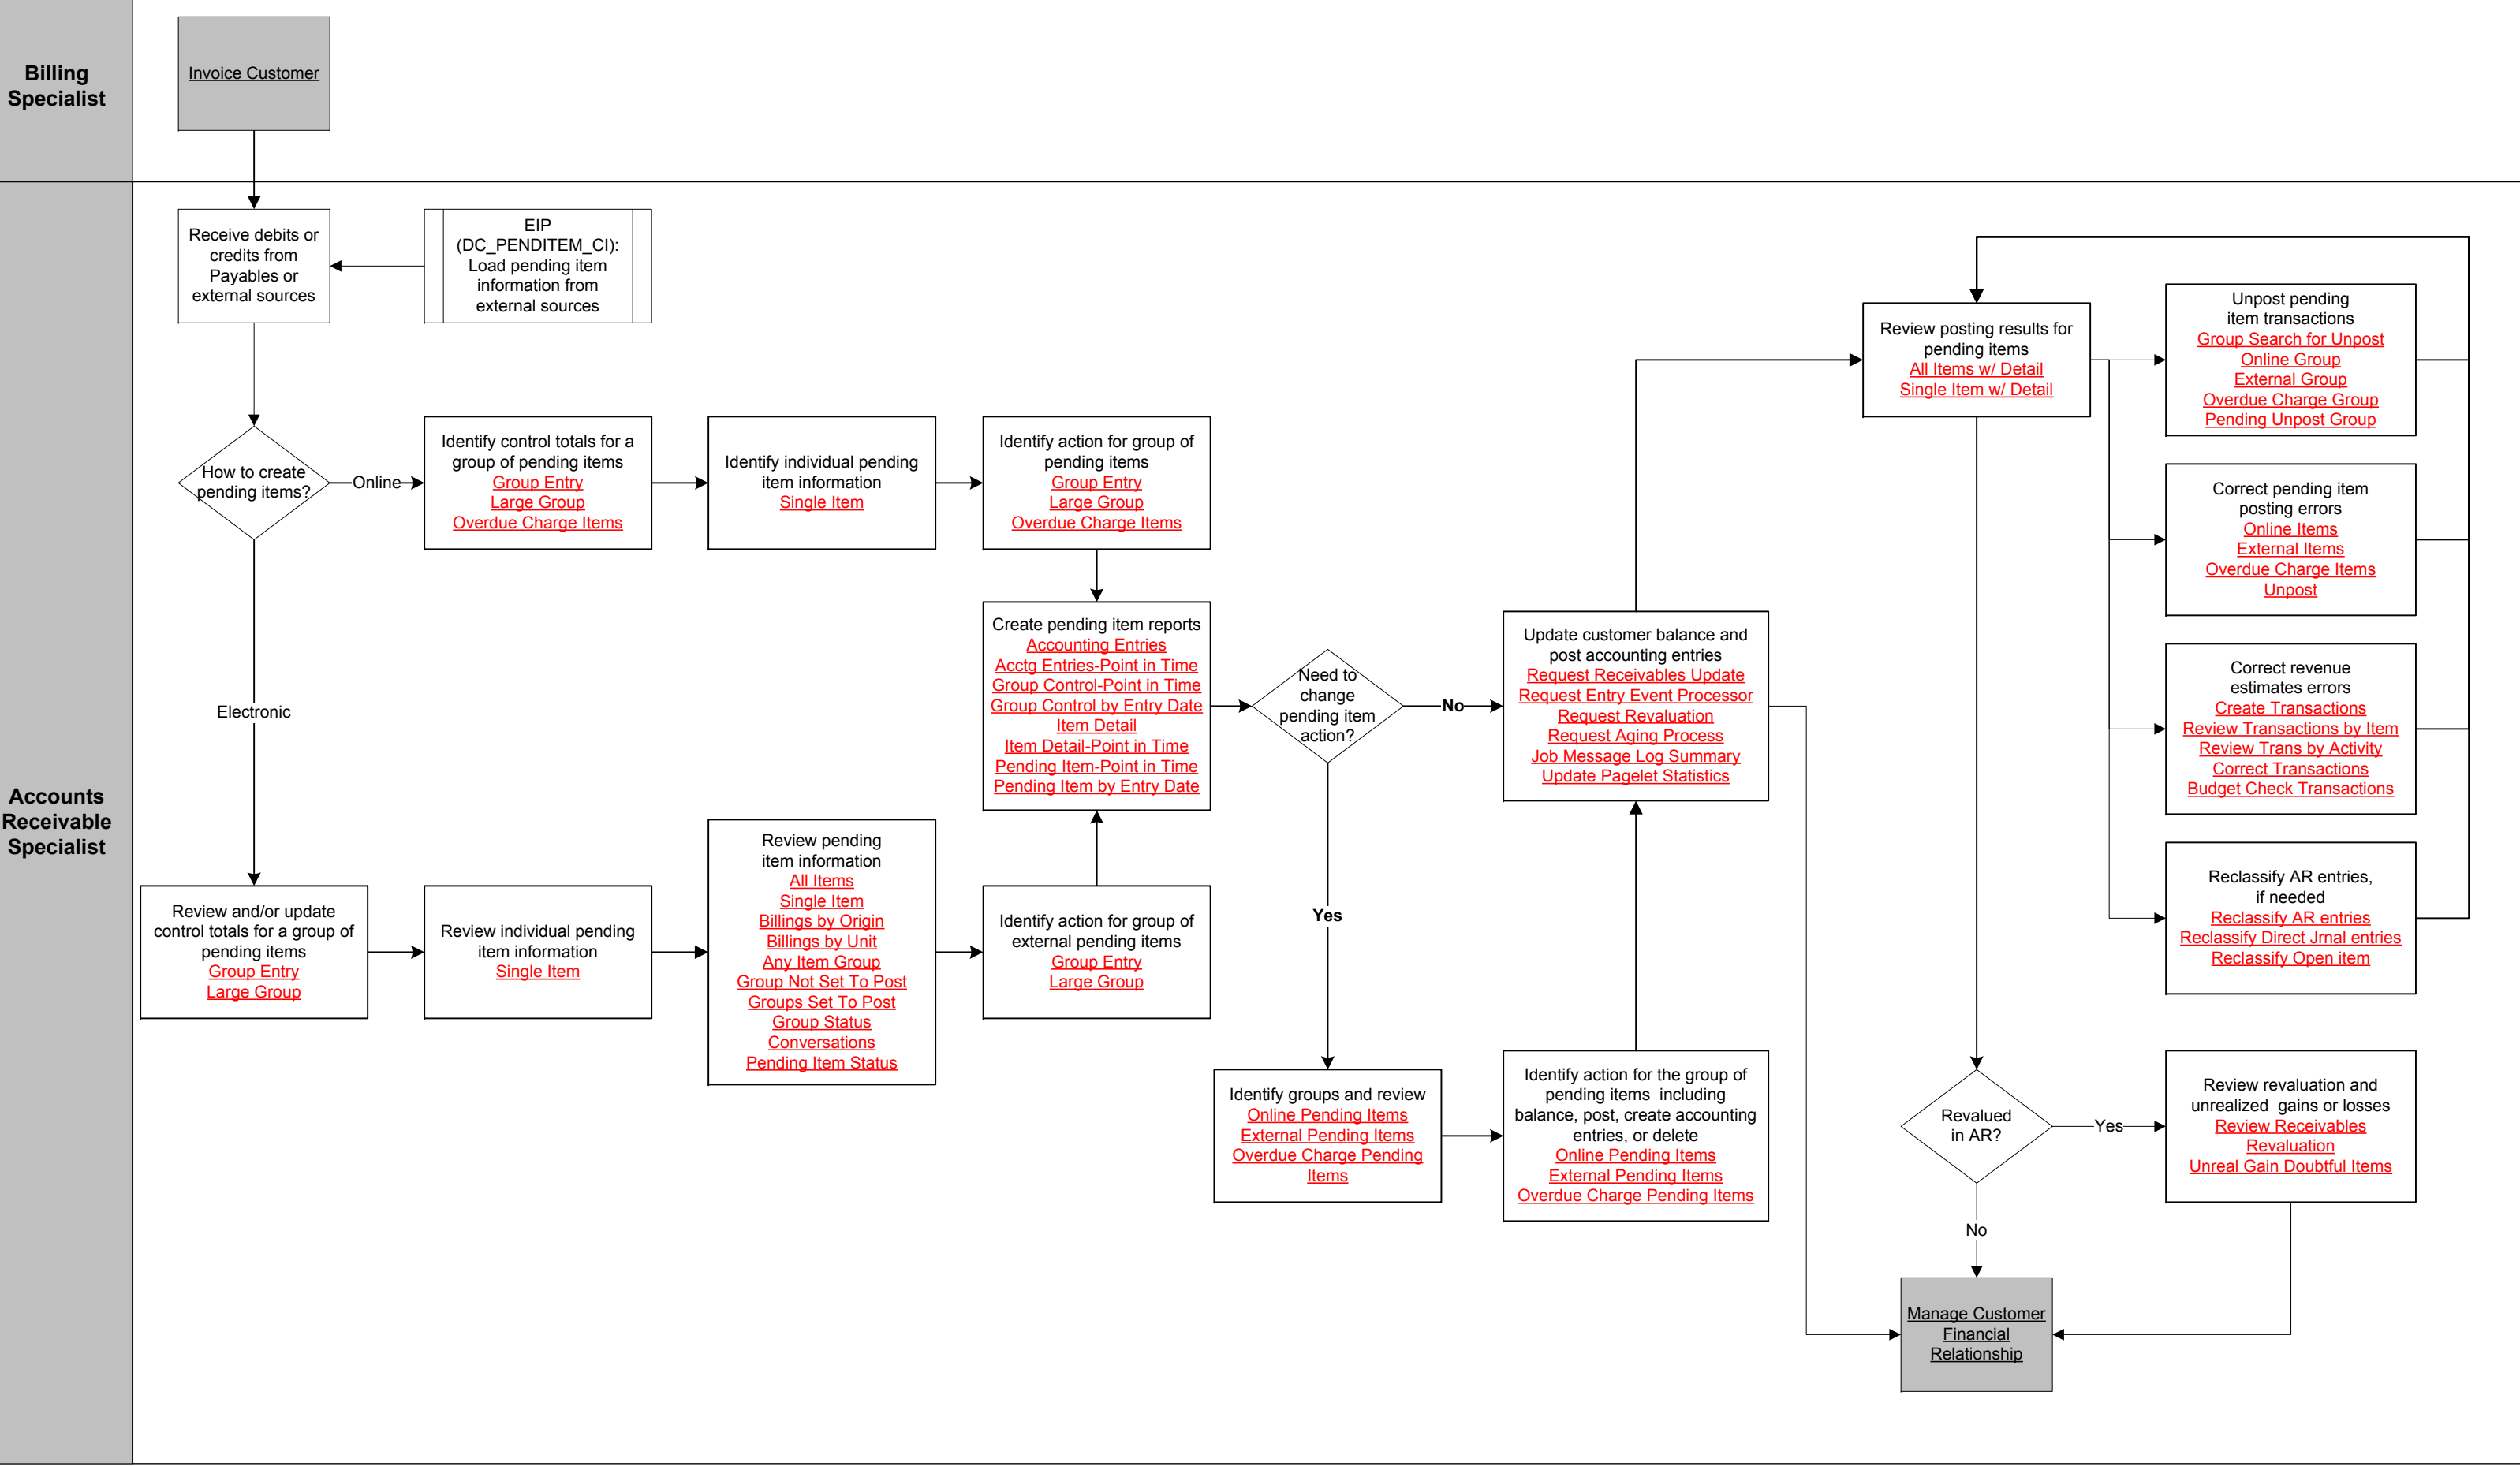 Billing
Specialist
Invoice Customer
Accounts
Receivable
Specialist
Receive debits or
credits from
Payables or
external sources
EIP
(DC_PENDITEM_CI):
Load pending item
information from
external sources
How to create
pending items?
Online
Electronic
Identify control totals for a
group of pending items
Group Entry
Large Group
Overdue Charge Items
Identify individual pending
item information
Single Item
Identify action for group of
pending items
Group Entry
Large Group
Overdue Charge Items
Create pending item reports
Accounting Entries
Acctg Entries-Point in Time
Group Control-Point in Time
Group Control by Entry Date
Item Detail
Item Detail-Point in Time
Pending Item-Point in Time
Pending Item by Entry Date
Review and/or update
control totals for a group of
pending items
Group Entry
Large Group
Review individual pending
item information
Single Item
Review pending
item information
All Items
Single Item
Billings by Origin
Billings by Unit
Any Item Group
Group Not Set To Post
Groups Set To Post
Group Status
Conversations
Pending Item Status
Identify action for group of
external pending items
Group Entry
Large Group
Need to
change
pending item
action?
No
Yes
Identify groups and review
Online Pending Items
External Pending Items
Overdue Charge Pending
Items
Identify action for the group of
pending items including
balance, post, create accounting
entries, or delete
Online Pending Items
External Pending Items
Overdue Charge Pending Items
Update customer balance and
post accounting entries
Request Receivables Update
Request Entry Event Processor
Request Revaluation
Request Aging Process
Job Message Log Summary
Update Pagelet Statistics
Review posting results for
pending items
All Items w/ Detail
Single Item w/ Detail
Unpost pending
item transactions
Group Search for Unpost
Online Group
External Group
Overdue Charge Group
Pending Unpost Group
Correct pending item
posting errors
Online Items
External Items
Overdue Charge Items
Unpost
Correct revenue
estimates errors
Create Transactions
Review Transactions by Item
Review Trans by Activity
Correct Transactions
Budget Check Transactions
Reclassify AR entries,
if needed
Reclassify AR entries
Reclassify Direct Jrnal entries
Reclassify Open item
Revalued
in AR?
Yes
No
Review revaluation and
unrealized gains or losses
Review Receivables
Revaluation
Unreal Gain Doubtful Items
Manage Customer
Financial
Relationship